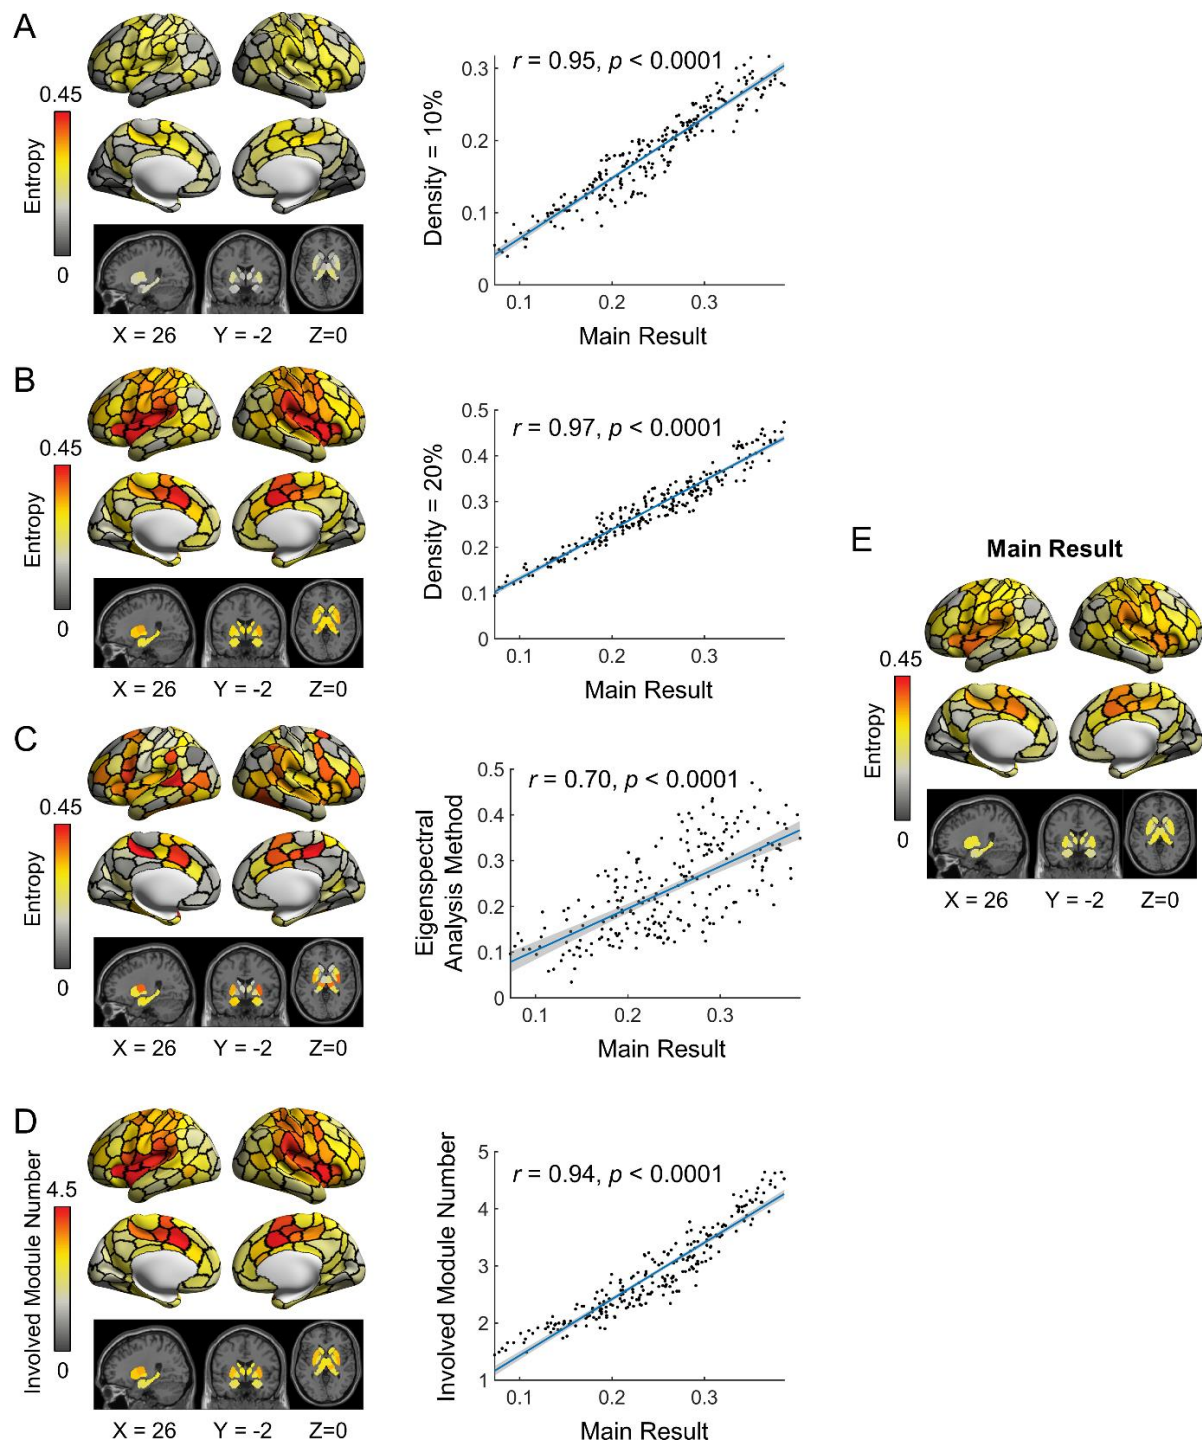 A
0.45
Entropy
0
X = 26
Y = -2
Z=0
r = 0.95, p < 0.0001
0.3
0.2
0.1
0
Density = 10%
0.1
0.2
0.3
Main Result
B
0.45
Entropy
0
X = 26
Y = -2
Z=0
r = 0.97, p < 0.0001
0.5
0.4
0.3
0.2
0.1
0
Density = 20%
0.1
0.2
0.3
Main Result
C
0.45
Entropy
0
X = 26
Y = -2
Z=0
r = 0.70, p < 0.0001
0.5
0.4
0.3
0.2
0.1
0
Eigenspectral
Analysis Method
0.1
0.2
0.3
Main Result
D
4.5
Involved Module Number
0
X = 26
Y = -2
Z=0
r = 0.94, p < 0.0001
5
4
3
2
1
Involved Module Number
0.1
0.2
0.3
Main Result
E
Main Result
0.45
Entropy
0
X = 26
Y = -2
Z=0